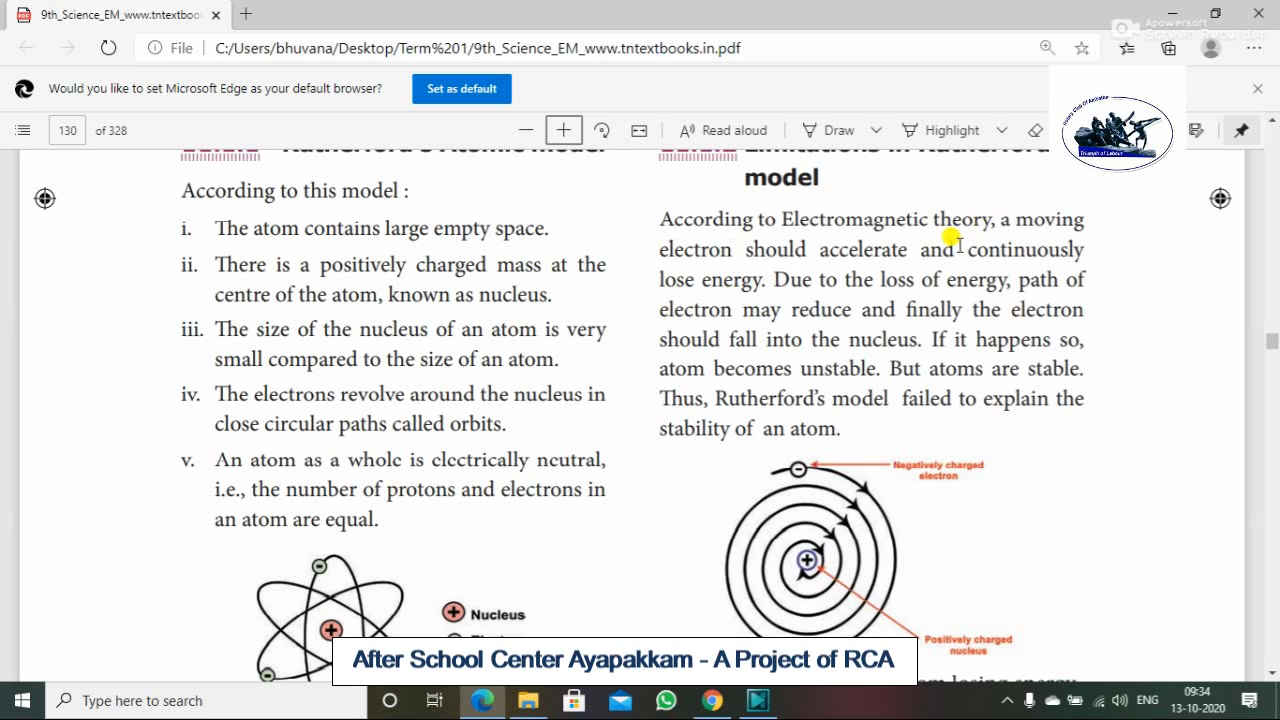 9th_Science_EM_www.tntextbooks.in
Apowersoft
Screen Recorder
File
C:/Users/bhuvana/Desktop/Term%201/9th_Science_EM_www.tntextbooks.in.pdf
Would you like to set Microsoft Edge as your default browser?
Set as default
130 of 328
Read aloud
Draw
Highlight
Triumph of Labour
According to this model :
i. The atom contains large empty space.
ii. There is a positively charged mass at the
centre of the atom, known as nucleus.
iii. The size of the nucleus of an atom is very
small compared to the size of an atom.
iv. The electrons revolve around the nucleus in
close circular paths called orbits.
v. An atom as a whole is electrically neutral,
i.e., the number of protons and electrons in
an atom are equal.
Nucleus
model
According to Electromagnetic theory, a moving
electron should accelerate and continuously
lose energy. Due to the loss of energy, path of
electron may reduce and finally the electron
should fall into the nucleus. If it happens so,
atom becomes unstable. But atoms are stable.
Thus, Rutherford's model failed to explain the
stability of an atom.
Negatively charged
electron
Positively charged
nucleus
After School Center Ayapakkam - A Project of RCA
Type here to search
ENG
09:34
13-10-2020